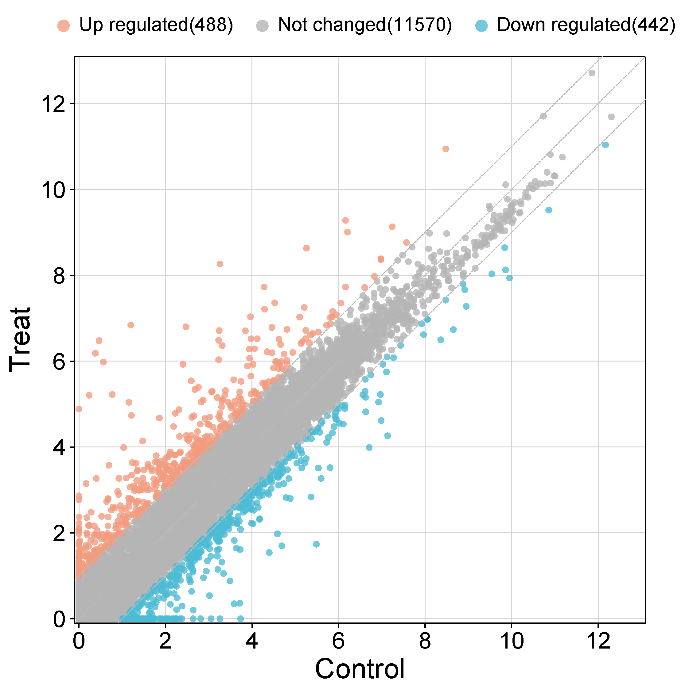 Up regulated(488) Not changed(11570) Down regulated(442)
12
10
8
6
4
2
0
Treat
0 2 4 6 8 10 12
Control